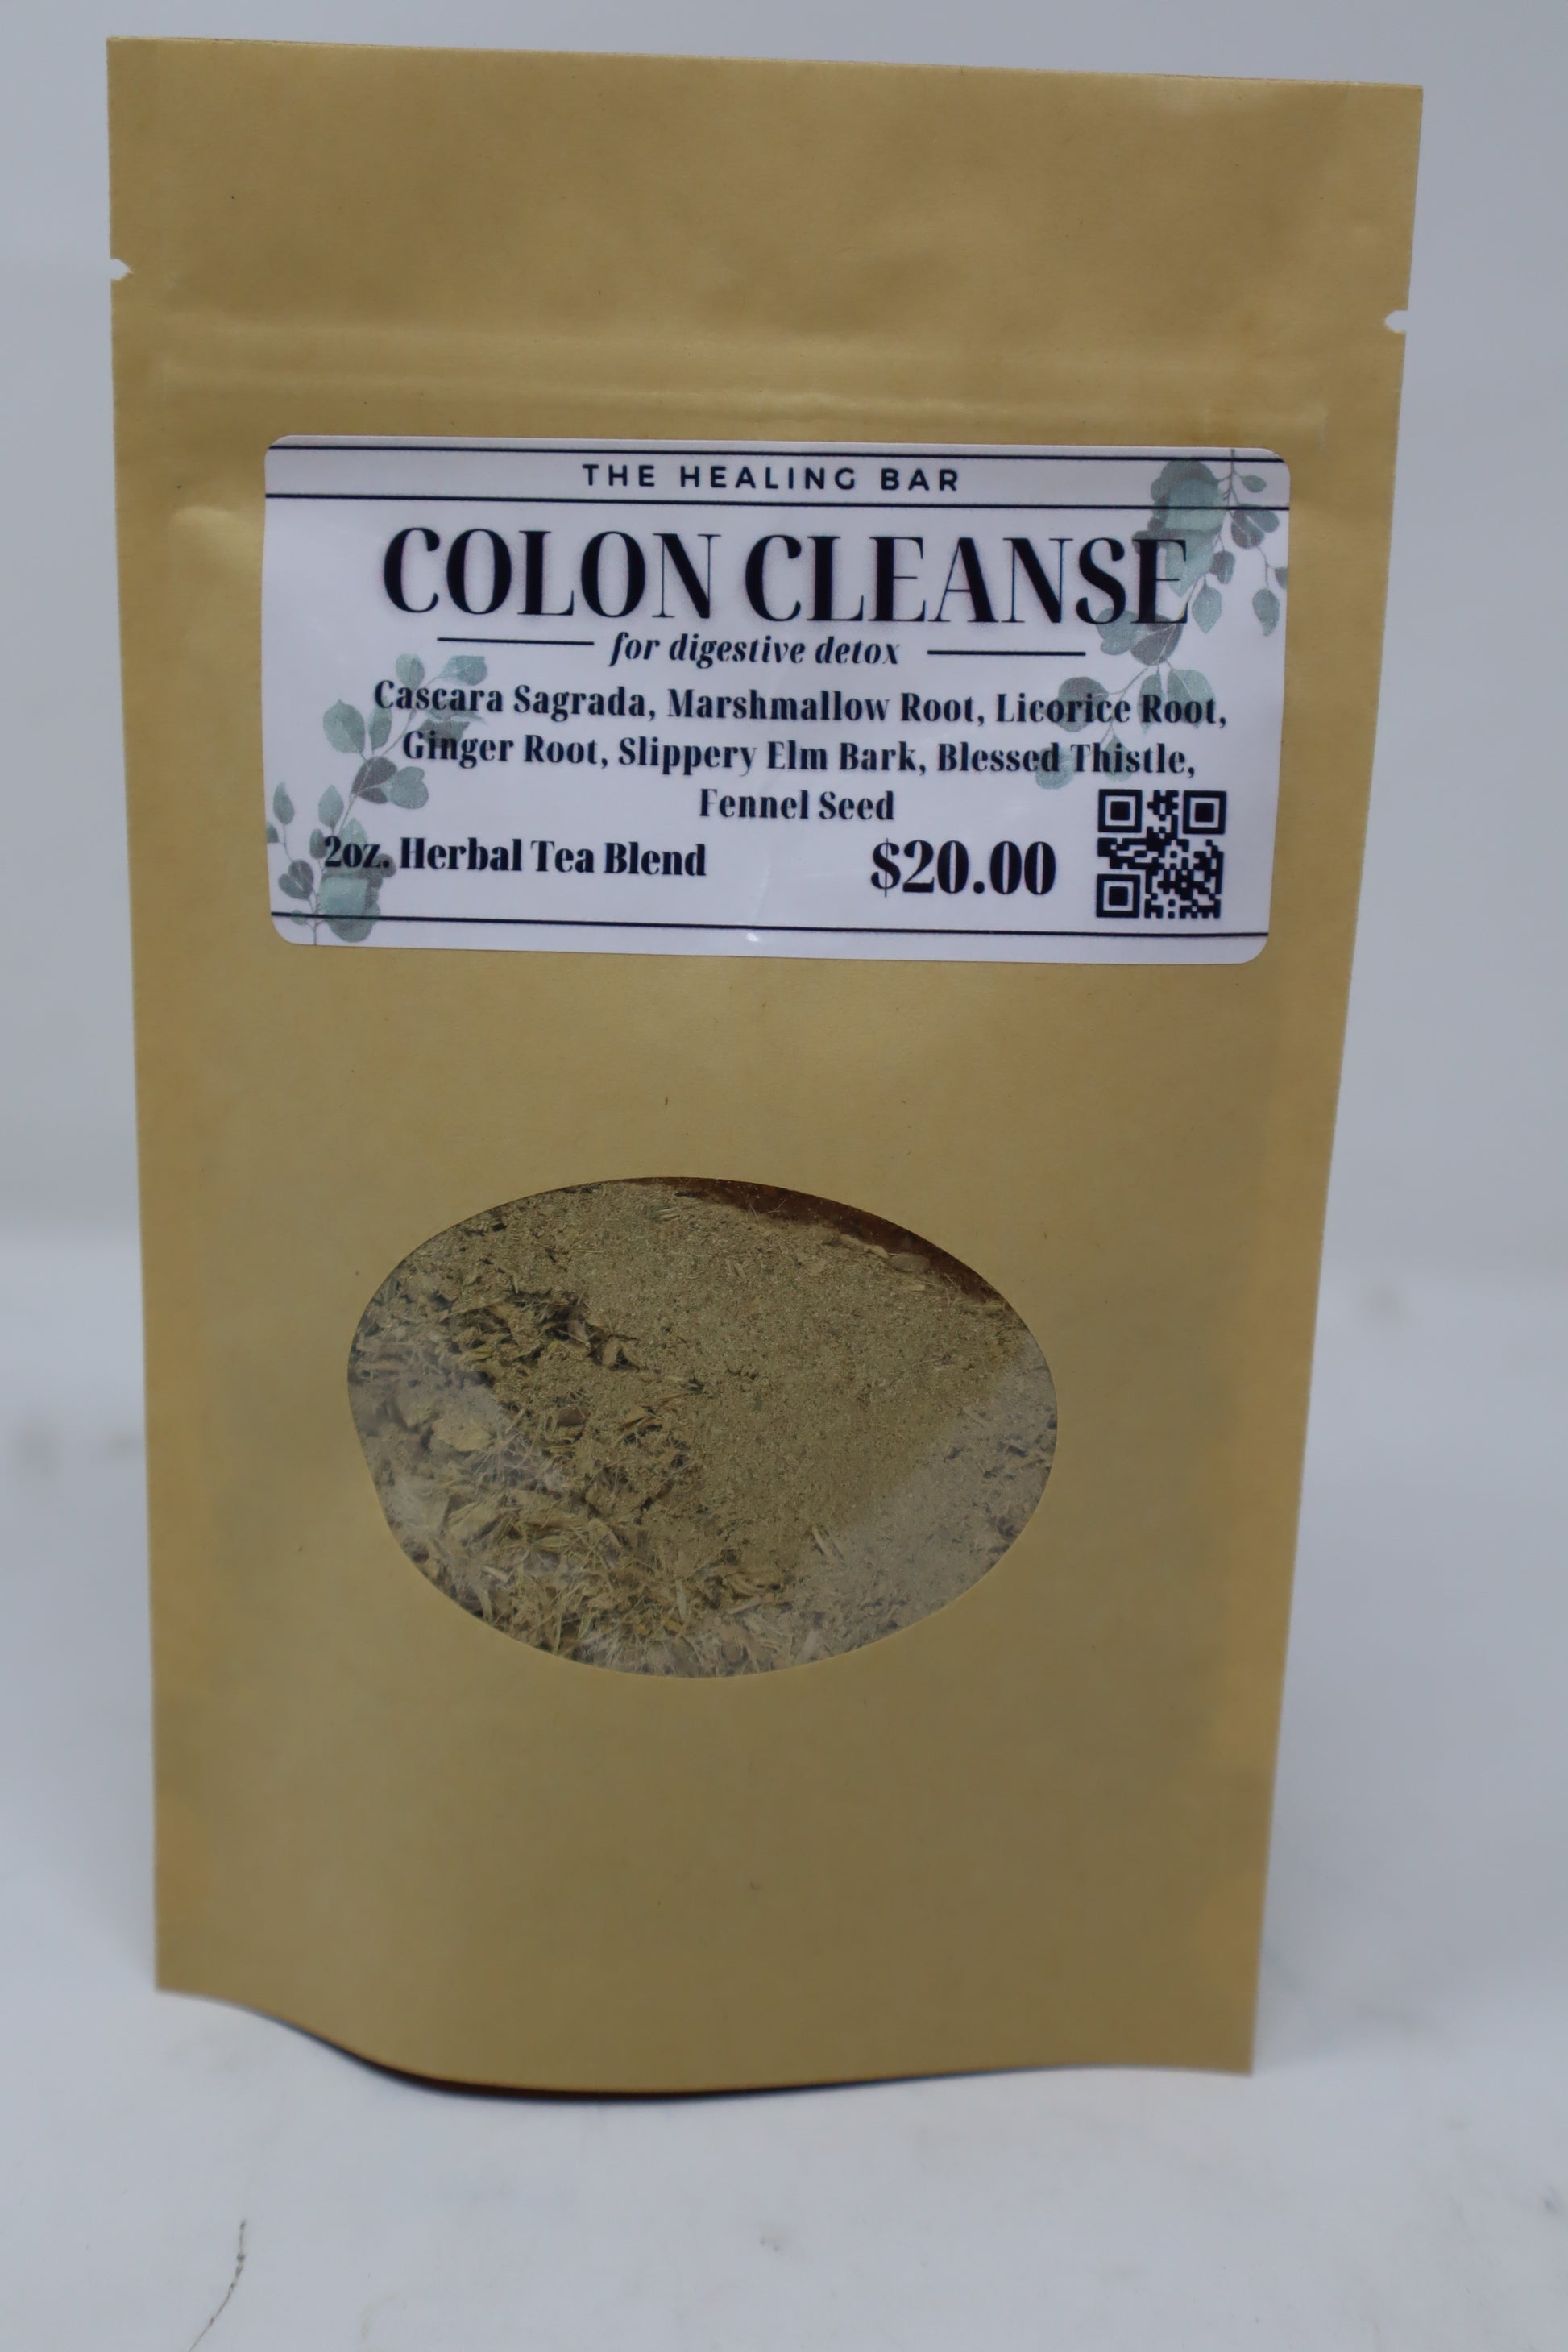 THE HEALING BAR
COLON CLEANSE
for digestive detox
Cascara Sagrada, Marshmallow Root, Licorice Root,
Ginger Root, Slippery Elm Bark, Blessed Thistle,
Fennel Seed
2oz. Herbal Tea Blend
$20.00